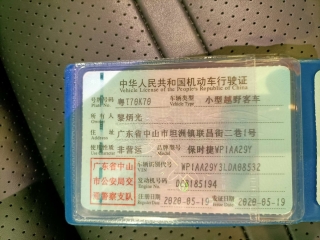 中华人民共和国机动车行驶证
Vehicle License of the People's Republic of China
号牌号码 粤T70K70 车辆类型 小型越野客车
所有人 黎炳光
住址 广东省中山市坦洲镇联昌街二巷1号
使用性质 非营运 品牌型号 保时捷WP1AA29Y
广东省中山 车辆识别代号 WP1AA29Y3LDA08532
市公安局交 发动机号码
警察支队 注册日期 2020-05-19 发证日期 2020-05-19